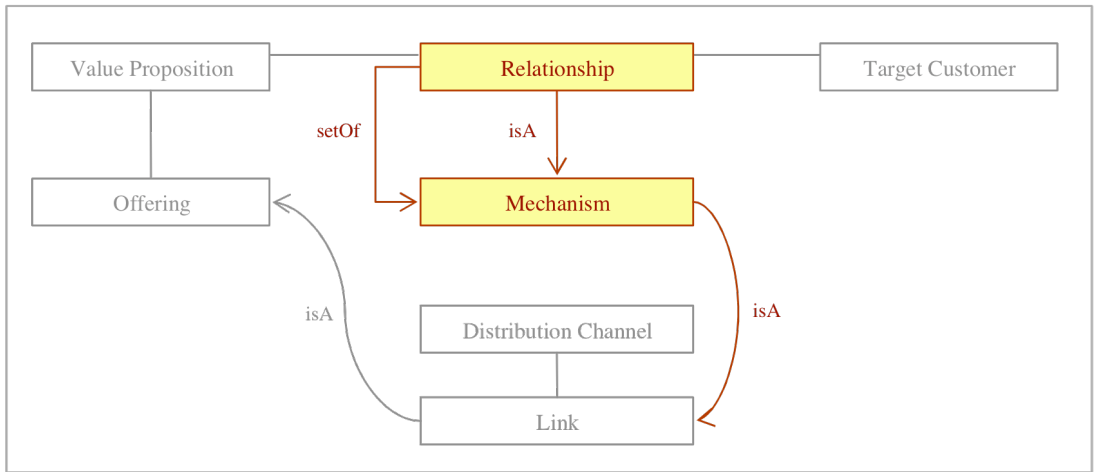 Value Proposition
Relationship
Target Customer
setOf
isA
Offering
Mechanism
isA
isA
Distribution Channel
Link